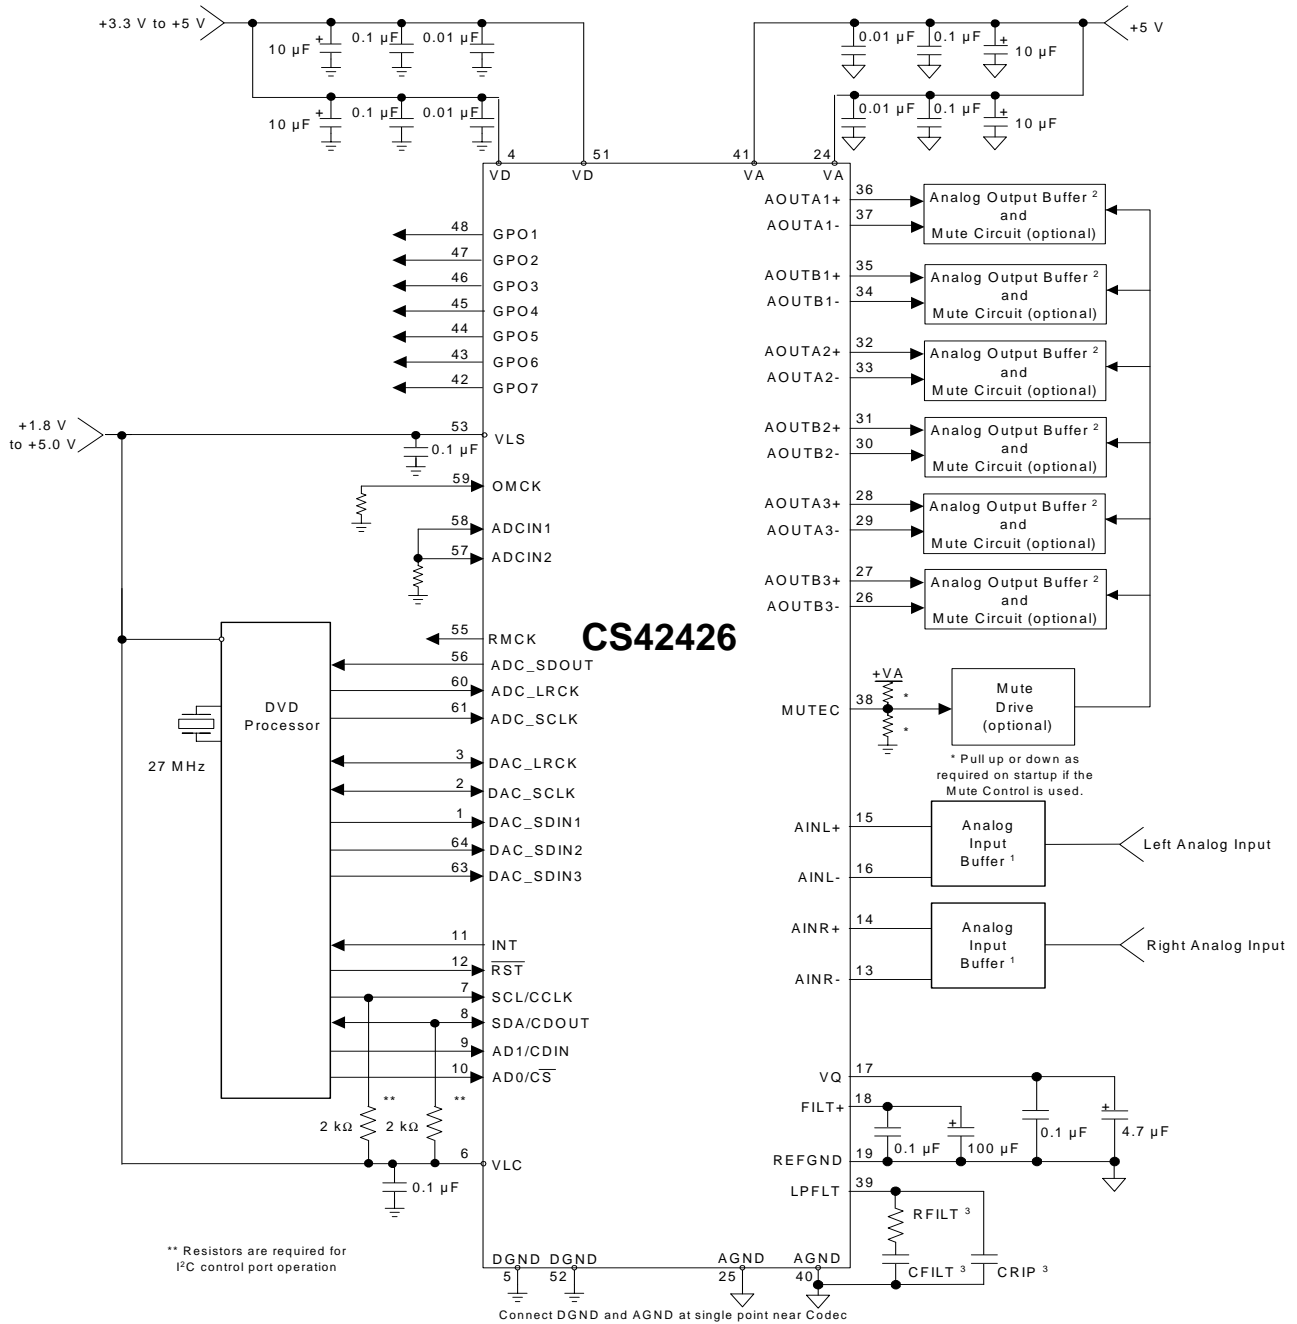 +3.3 V to +5 V
10 µF
+
0.1 µF
0.01 µF
10 µF
+
0.1 µF
0.01 µF
0.01 µF
0.1 µF
+
10 µF
+5 V
0.01 µF
0.1 µF
+
10 µF
4
51
41
24
VD
VD
VA
VA
48
GPO1
47
GPO2
46
GPO3
45
GPO4
44
GPO5
43
GPO6
42
GPO7
+1.8 V
to +5.0 V
53
VLS
0.1 µF
59
OMCK
58
ADCIN1
57
ADCIN2
CS42426
55
RMCK
56
ADC_SDOUT
60
ADC_LRCK
61
ADC_SCLK
DVD
Processor
27 MHz
3
DAC_LRCK
2
DAC_SCLK
1
DAC_SDIN1
64
DAC_SDIN2
63
DAC_SDIN3
11
INT
12
RST
7
SCL/CCLK
8
SDA/CDOUT
9
AD1/CDIN
10
AD0/CS
**
**
2 kΩ
2 kΩ
6
VLC
0.1 µF
** Resistors are required for
I²C control port operation
AOUTA1+
36
AOUTA1-
37
Analog Output Buffer ²
and
Mute Circuit (optional)
AOUTB1+
35
AOUTB1-
34
Analog Output Buffer ²
and
Mute Circuit (optional)
AOUTA2+
32
AOUTA2-
33
Analog Output Buffer ²
and
Mute Circuit (optional)
AOUTB2+
31
AOUTB2-
30
Analog Output Buffer ²
and
Mute Circuit (optional)
AOUTA3+
28
AOUTA3-
29
Analog Output Buffer ²
and
Mute Circuit (optional)
AOUTB3+
27
AOUTB3-
26
Analog Output Buffer ²
and
Mute Circuit (optional)
+VA
*
*
MUTEC
38
Mute
Drive
(optional)
* Pull up or down as
required on startup if the
Mute Control is used.
AINL+
15
AINL-
16
Analog
Input
Buffer ¹
Left Analog Input
AINR+
14
AINR-
13
Analog
Input
Buffer ¹
Right Analog Input
VQ
17
FILT+
18
0.1 µF
+
100 µF
0.1 µF
+
4.7 µF
REFGND
19
LPFLT
39
RFILT ³
CFILT ³
CRIP ³
DGND
DGND
AGND
AGND
5
52
25
40
Connect DGND and AGND at single point near Codec